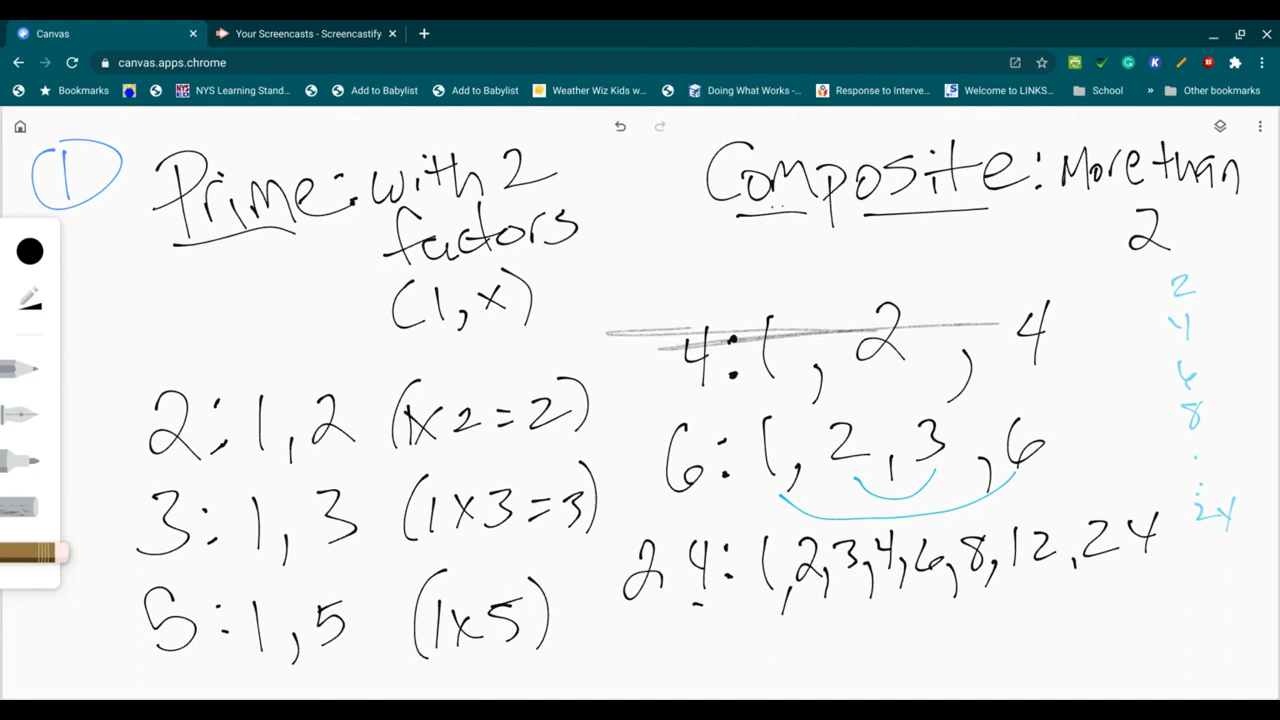 Canvas
Your Screencasts - Screencastify
canvas.apps.chrome
Bookmarks
NYS Learning Stand...
Add to Babylist
Add to Babylist
Weather Wiz Kids w...
Doing What Works -...
Response to Interve...
Welcome to LINKS...
School
»
Other bookmarks
1
Prime: with 2
factors
(1, x)
2: 1, 2 (1x2=2)
3: 1, 3 (1x3=3)
5: 1, 5 (1x5)
Composite: More than
2
4: 1, 2, 4
6: 1, 2, 3, 6
24: 1, 2, 3, 4, 6, 8, 12, 24
2
4
6
8
.
:
24